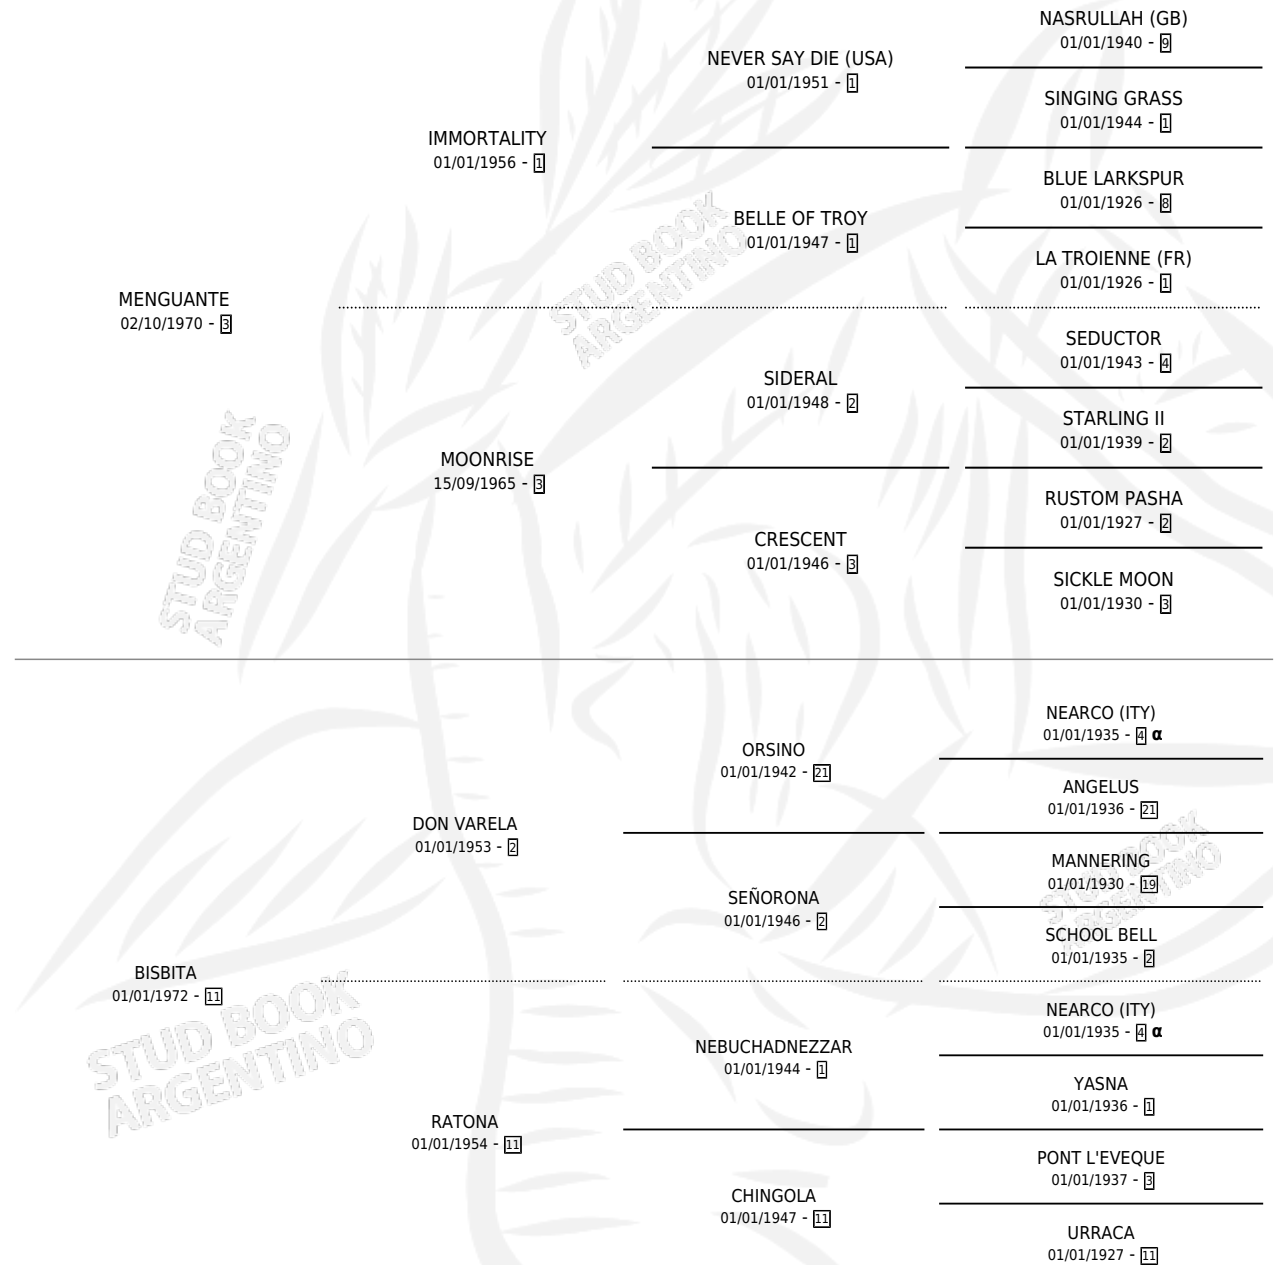 NASRULLAH (GB)
01/01/1940 - 9
NEVER SAY DIE (USA)
01/01/1951 - 1
SINGING GRASS
01/01/1944 - 1
IMMORTALITY
01/01/1956 - 1
BLUE LARKSPUR
01/01/1926 - 8
BELLE OF TROY
01/01/1947 - 1
LA TROIENNE (FR)
01/01/1926 - 1
MENGUANTE
02/10/1970 - 3
SEDUCTOR
01/01/1943 - 4
SIDERAL
01/01/1948 - 2
STARLING II
01/01/1939 - 2
MOONRISE
15/09/1965 - 3
RUSTOM PASHA
01/01/1927 - 2
CRESCENT
01/01/1946 - 3
SICKLE MOON
01/01/1930 - 3
STUD BOOK
ARGENTINO
STUD BOOK
ARGENTINO
NEARCO (ITY)
01/01/1935 - 4 α
ORSINO
01/01/1942 - 21
ANGELUS
01/01/1936 - 21
DON VARELA
01/01/1953 - 2
MANNERING
01/01/1930 - 19
SEÑORONA
01/01/1946 - 2
SCHOOL BELL
01/01/1935 - 2
BISBITA
01/01/1972 - 11
NEARCO (ITY)
01/01/1935 - 4 α
NEBUCHADNEZZAR
01/01/1944 - 1
YASNA
01/01/1936 - 1
RATONA
01/01/1954 - 11
PONT L'EVEQUE
01/01/1937 - 3
CHINGOLA
01/01/1947 - 11
URRACA
01/01/1927 - 11
STUD BOOK
ARGENTINO
STUD BOOK
ARGENTINO